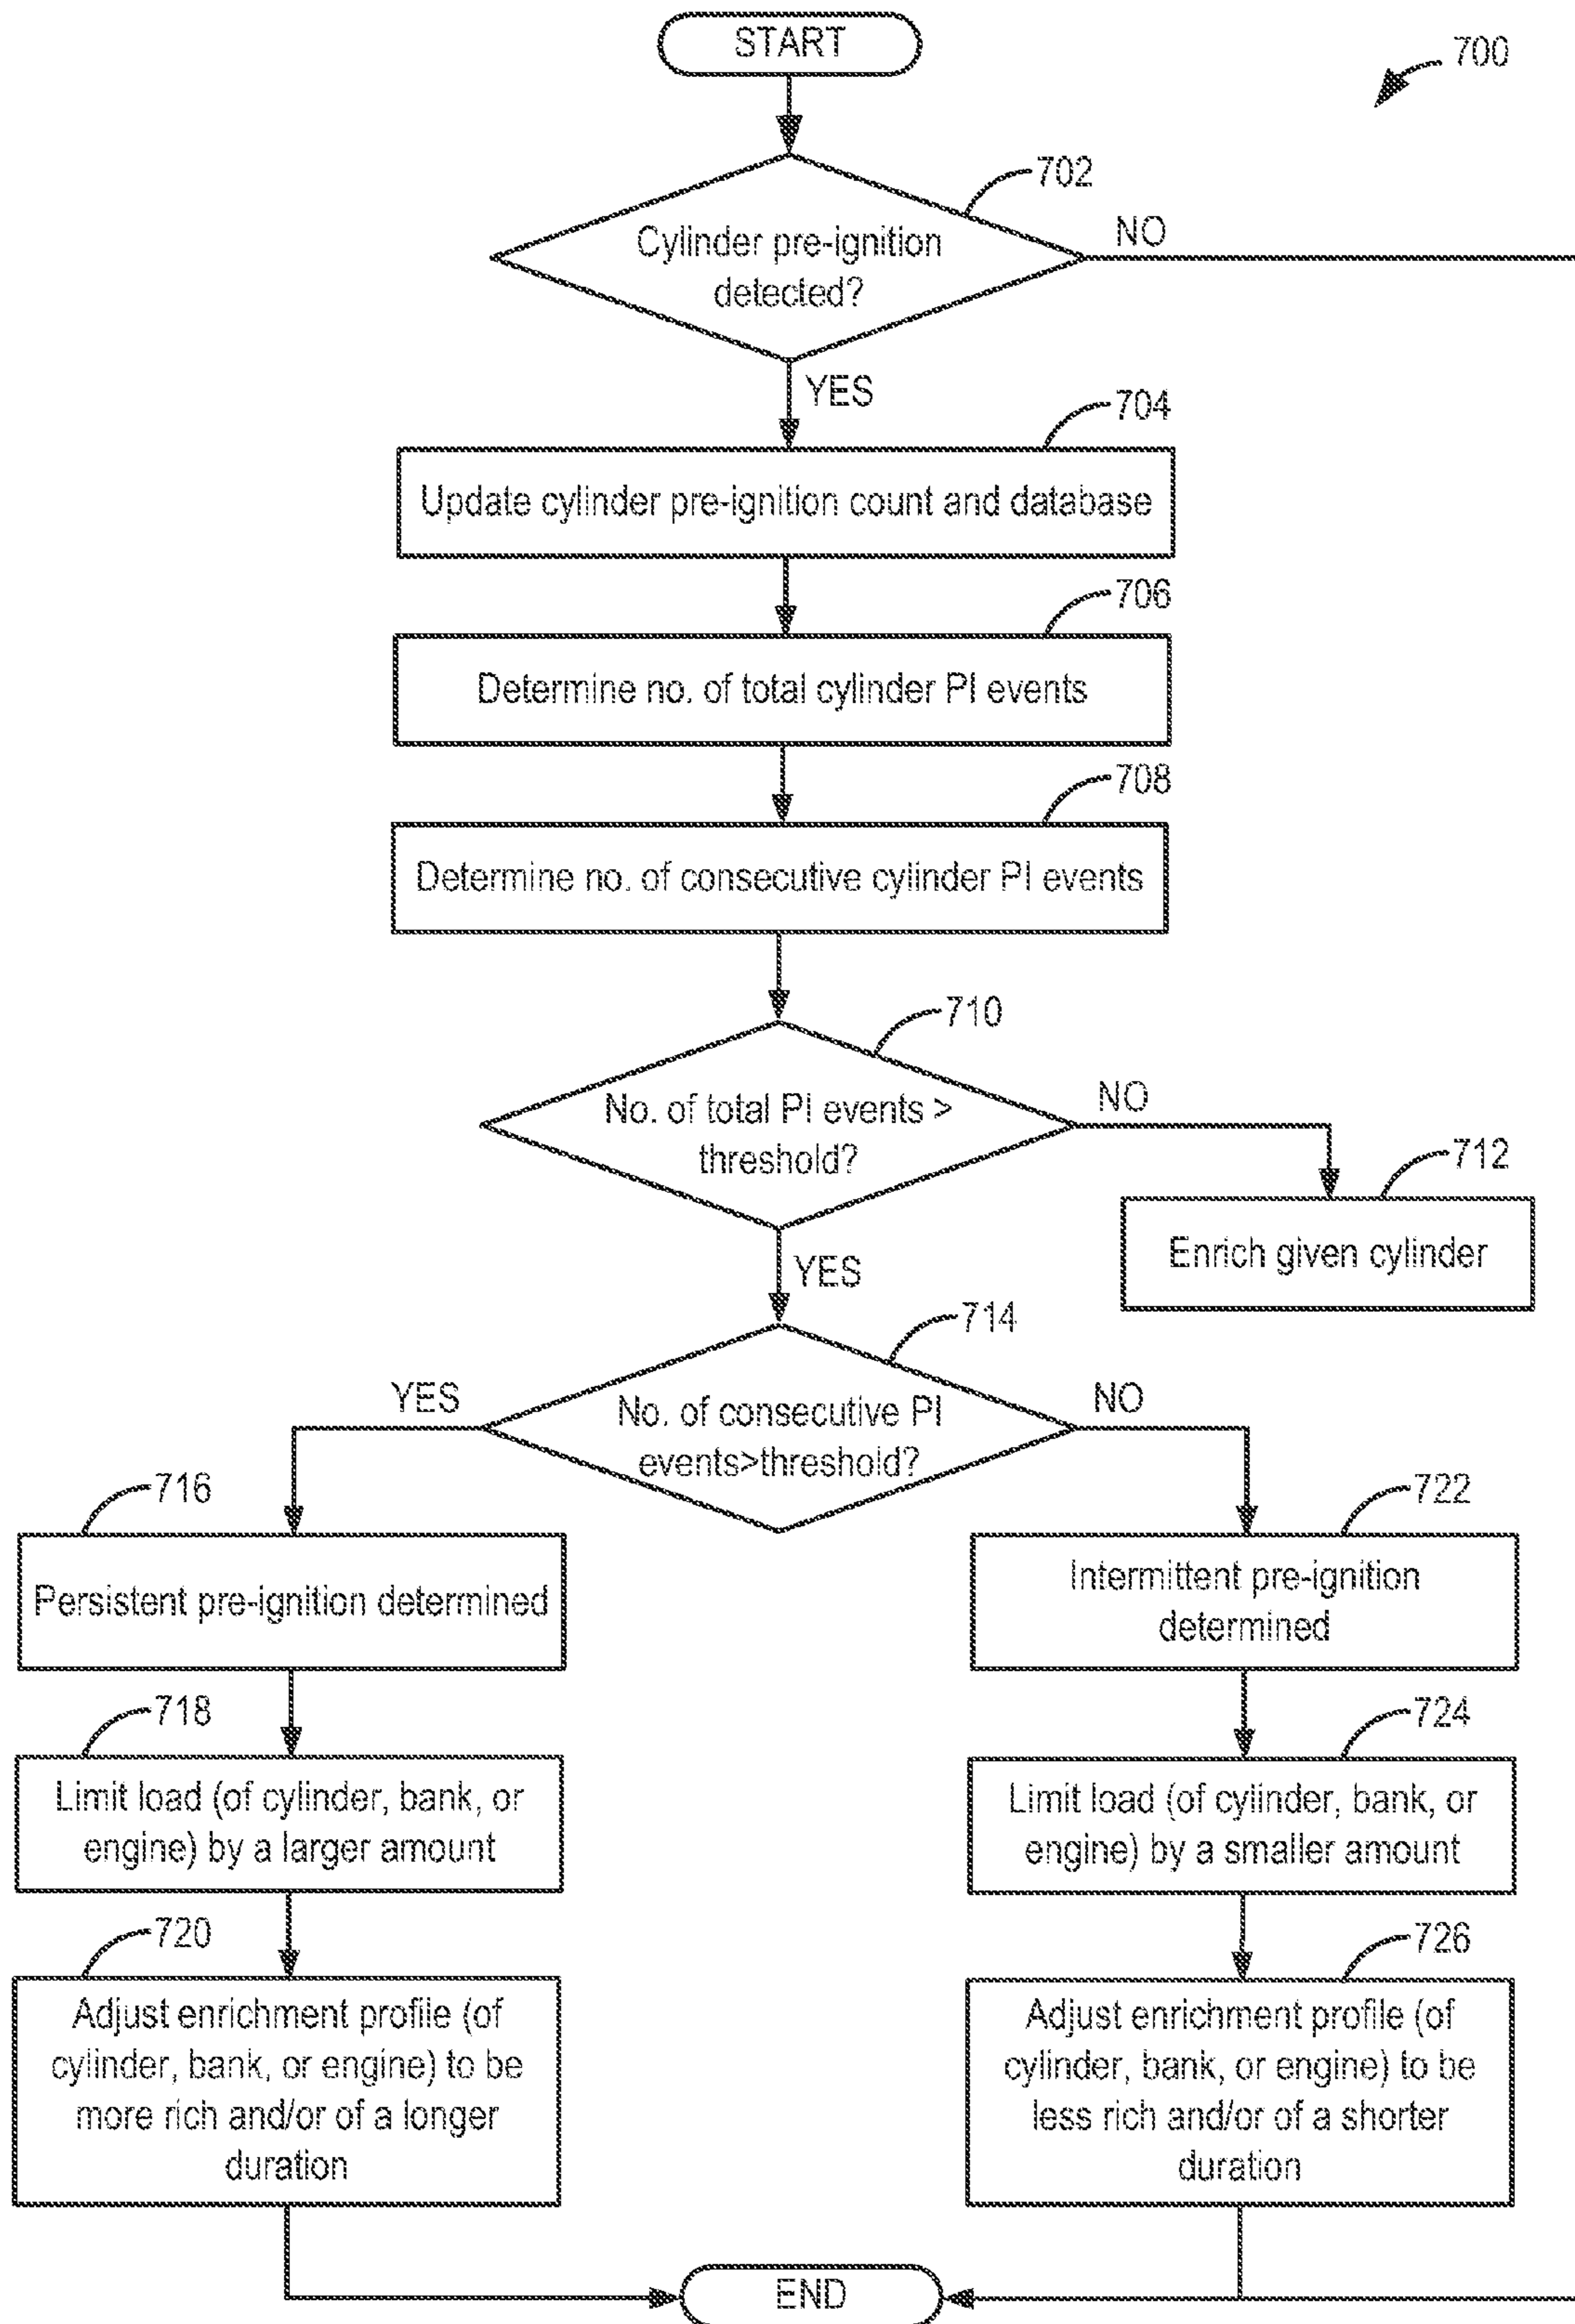 START
700
702
Cylinder pre-ignition
detected?
NO
YES
704
Update cylinder pre-ignition count and database
706
Determine no. of total cylinder PI events
708
Determine no. of consecutive cylinder PI events
710
No. of total PI events >
threshold?
NO
712
Enrich given cylinder
YES
714
No. of consecutive PI
events>threshold?
YES
NO
716
Persistent pre-ignition determined
722
Intermittent pre-ignition
determined
718
Limit load (of cylinder, bank, or
engine) by a larger amount
724
Limit load (of cylinder, bank, or
engine) by a smaller amount
720
Adjust enrichment profile (of
cylinder, bank, or engine) to be
more rich and/or of a longer
duration
726
Adjust enrichment profile (of
cylinder, bank, or engine) to be
less rich and/or of a shorter
duration
END